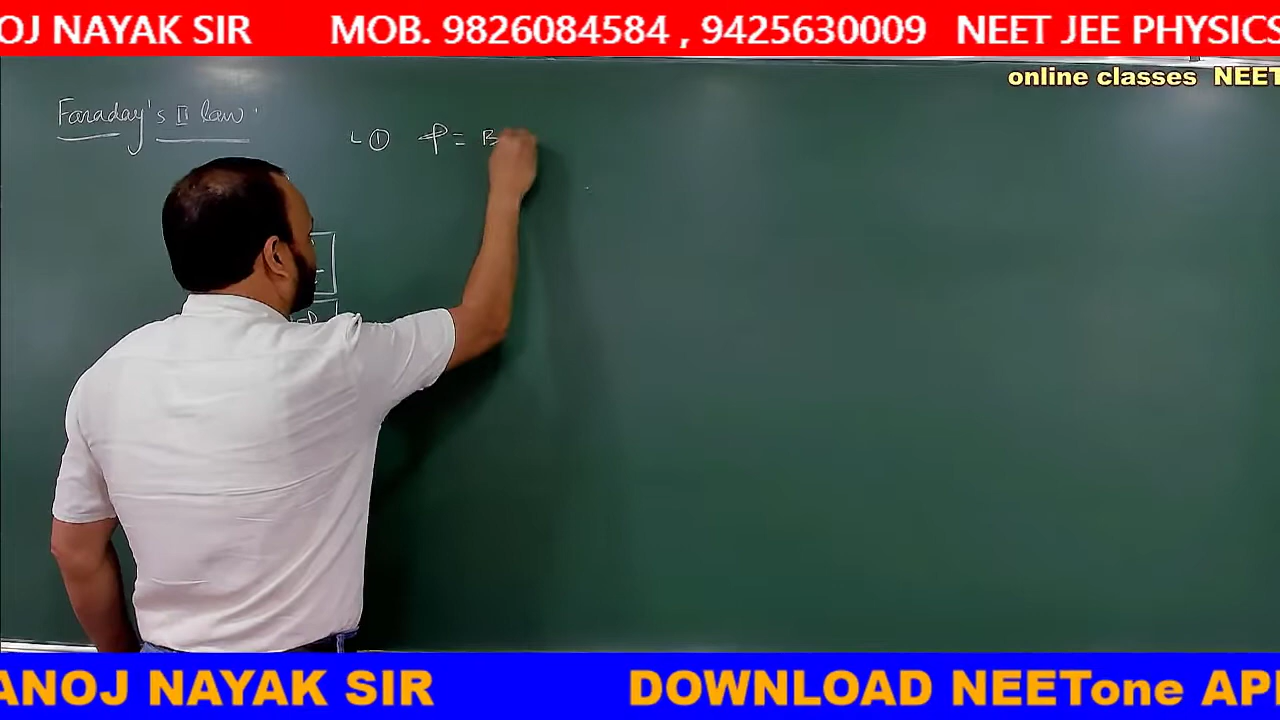 OJ NAYAK SIR MOB. 9826084584 , 9425630009 NEET JEE PHYSICS
online classes NEET
Faraday's II law
L ① φ = B
ANOJ NAYAK SIR DOWNLOAD NEETone AP